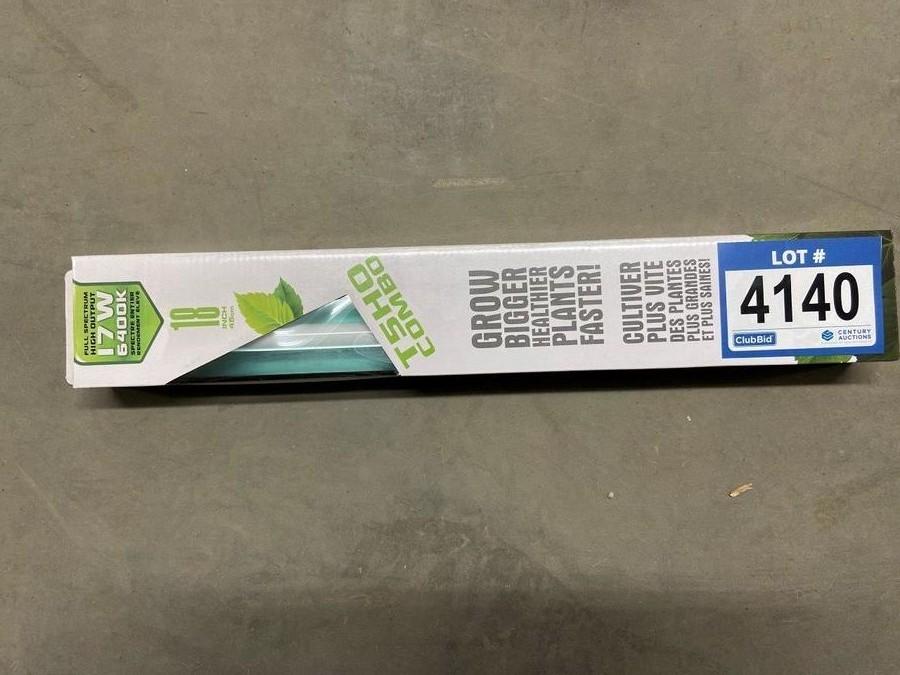 FULL SPECTRUM
HIGH OUTPUT
17W
6400K
SPECTRE ENTIER
RENDEMENT ÉLEVÉ
18
INCH
45cm
T5HO
COMBO
GROW
BIGGER
HEALTHIER
PLANTS
FASTER!
CULTIVER
PLUS VITE
DES PLANTES
PLUS GRANDES
ET PLUS SAINES!
LOT #
4140
ClubBid
CENTURY
AUCTIONS